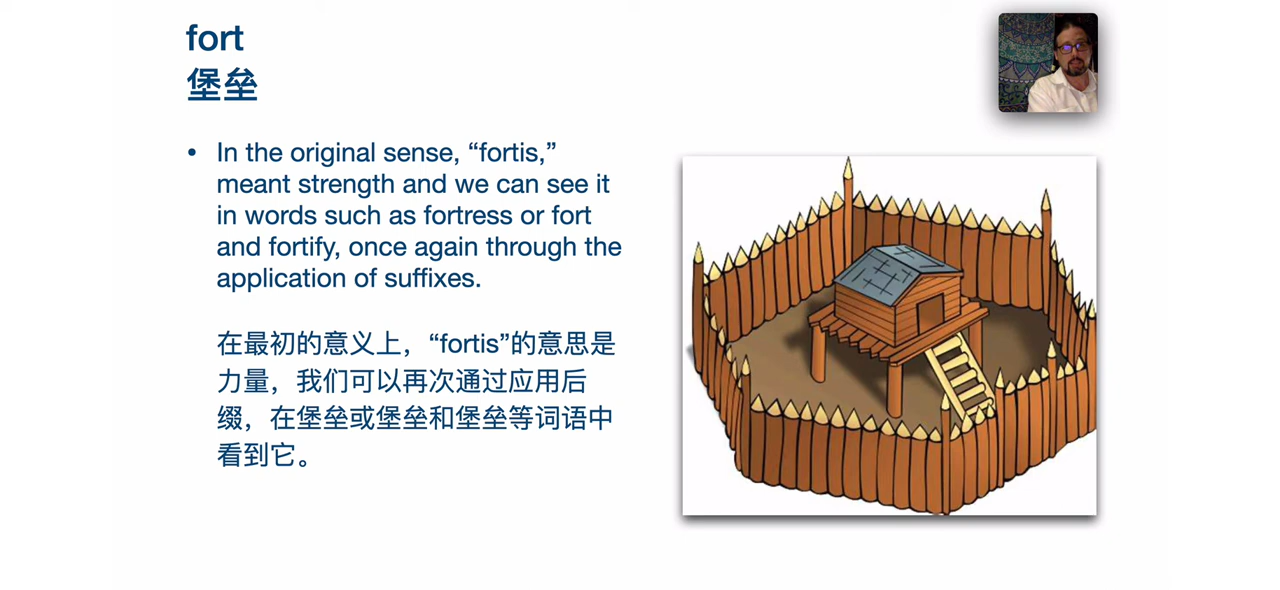 fort
堡垒
• In the original sense, “fortis,”
meant strength and we can see it
in words such as fortress or fort
and fortify, once again through the
application of suffixes.
在最初的意义上，“fortis”的意思是
力量，我们可以再次通过应用后
缀，在堡垒或堡垒和堡垒等词语中
看到它。